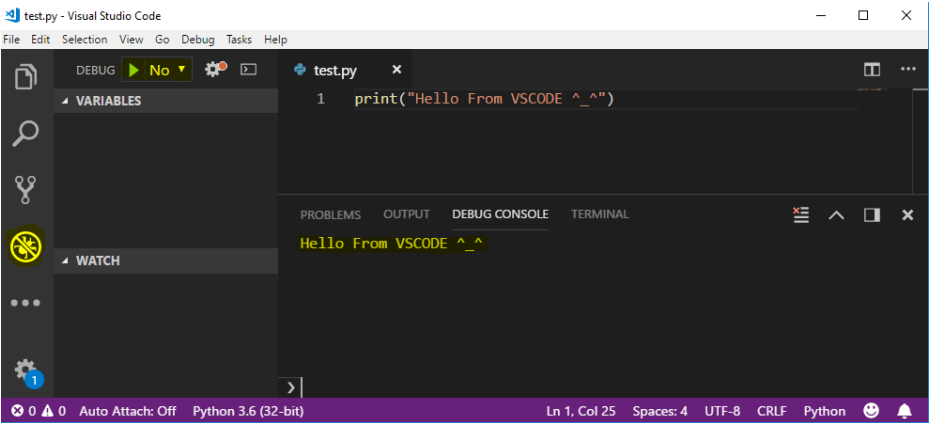 test.py - Visual Studio Code
File Edit Selection View Go Debug Tasks Help
DEBUG No
test.py
VARIABLES
1 print("Hello From VSCODE ^_^")
PROBLEMS OUTPUT DEBUG CONSOLE TERMINAL
Hello From VSCODE ^_^
WATCH
1
0 0 Auto Attach: Off Python 3.6 (32-bit) Ln 1, Col 25 Spaces: 4 UTF-8 CRLF Python